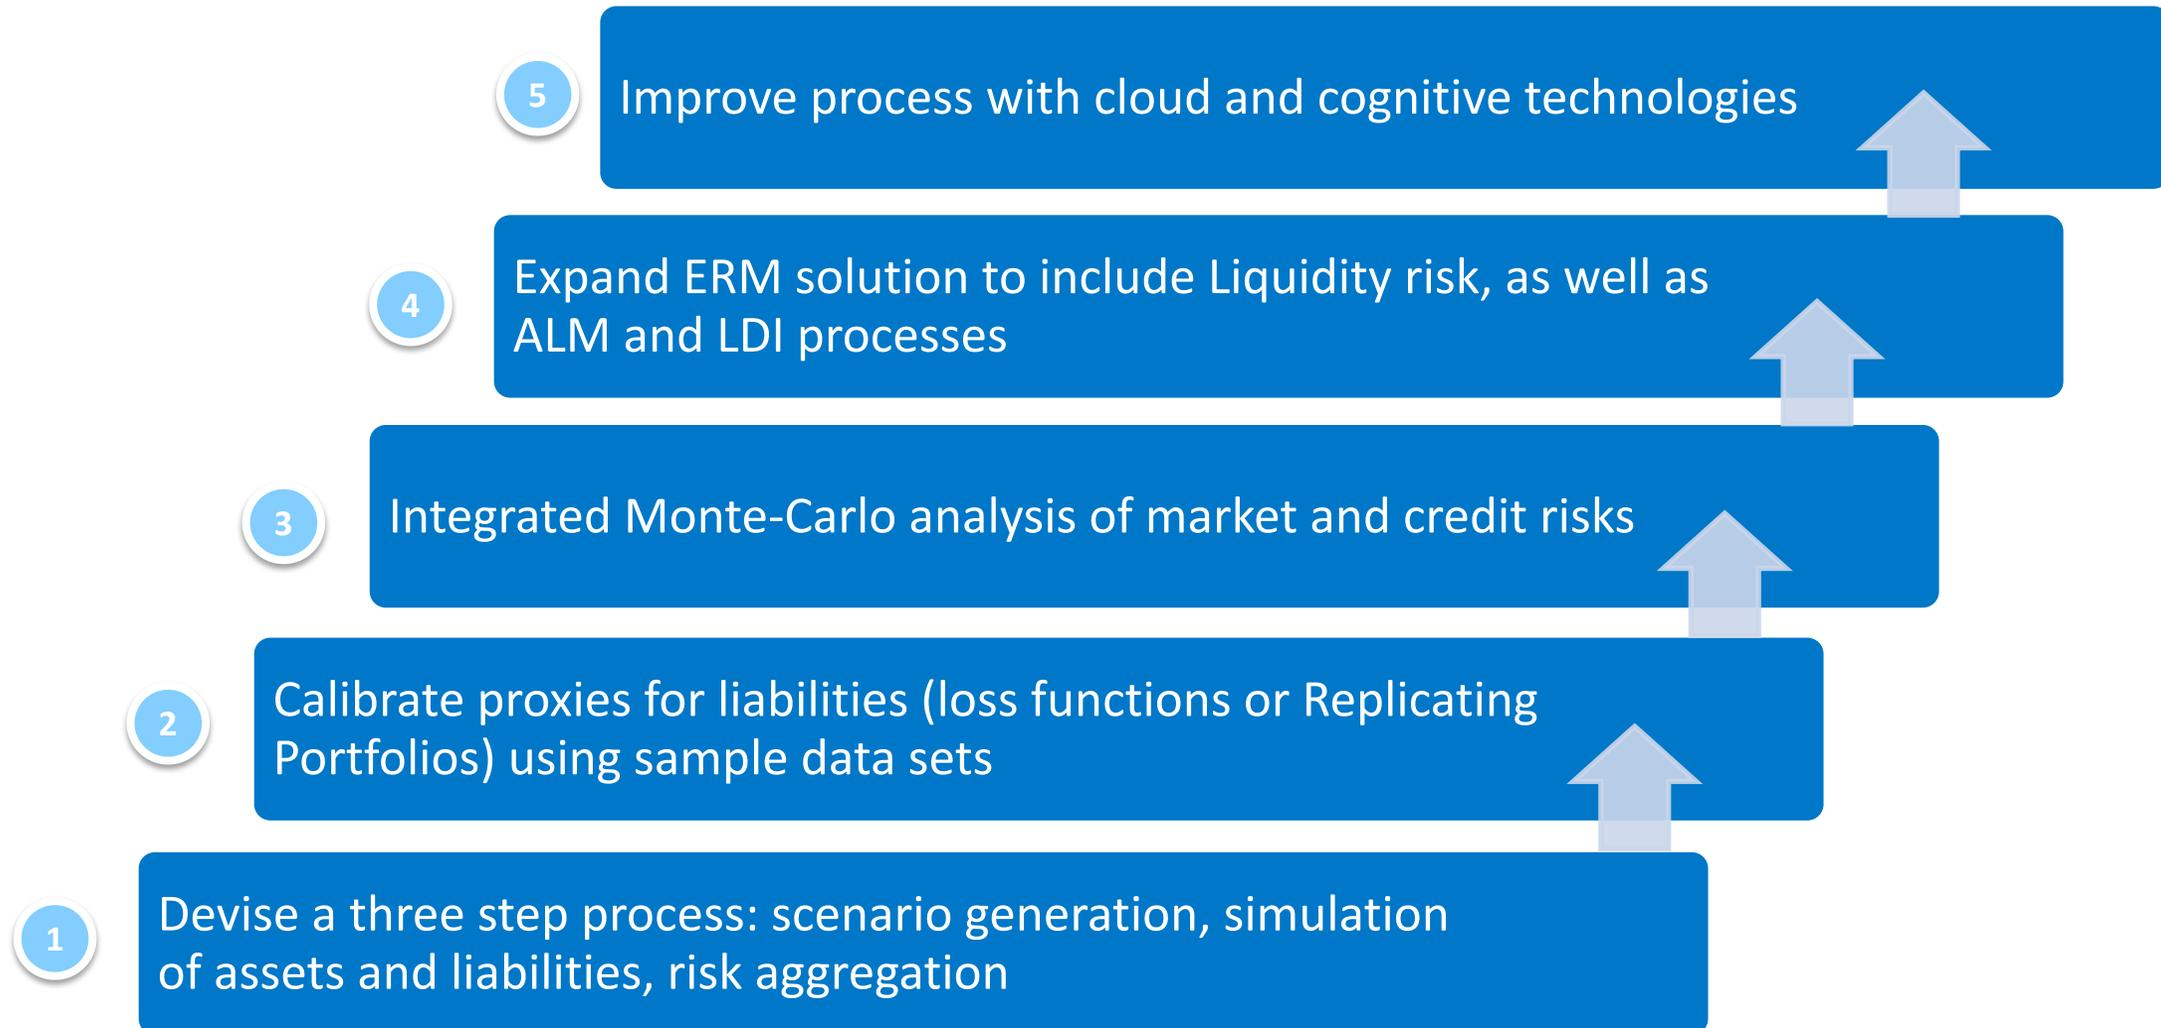 5
Improve process with cloud and cognitive technologies
4
Expand ERM solution to include Liquidity risk, as well as
ALM and LDI processes
3
Integrated Monte-Carlo analysis of market and credit risks
2
Calibrate proxies for liabilities (loss functions or Replicating
Portfolios) using sample data sets
1
Devise a three step process: scenario generation, simulation
of assets and liabilities, risk aggregation